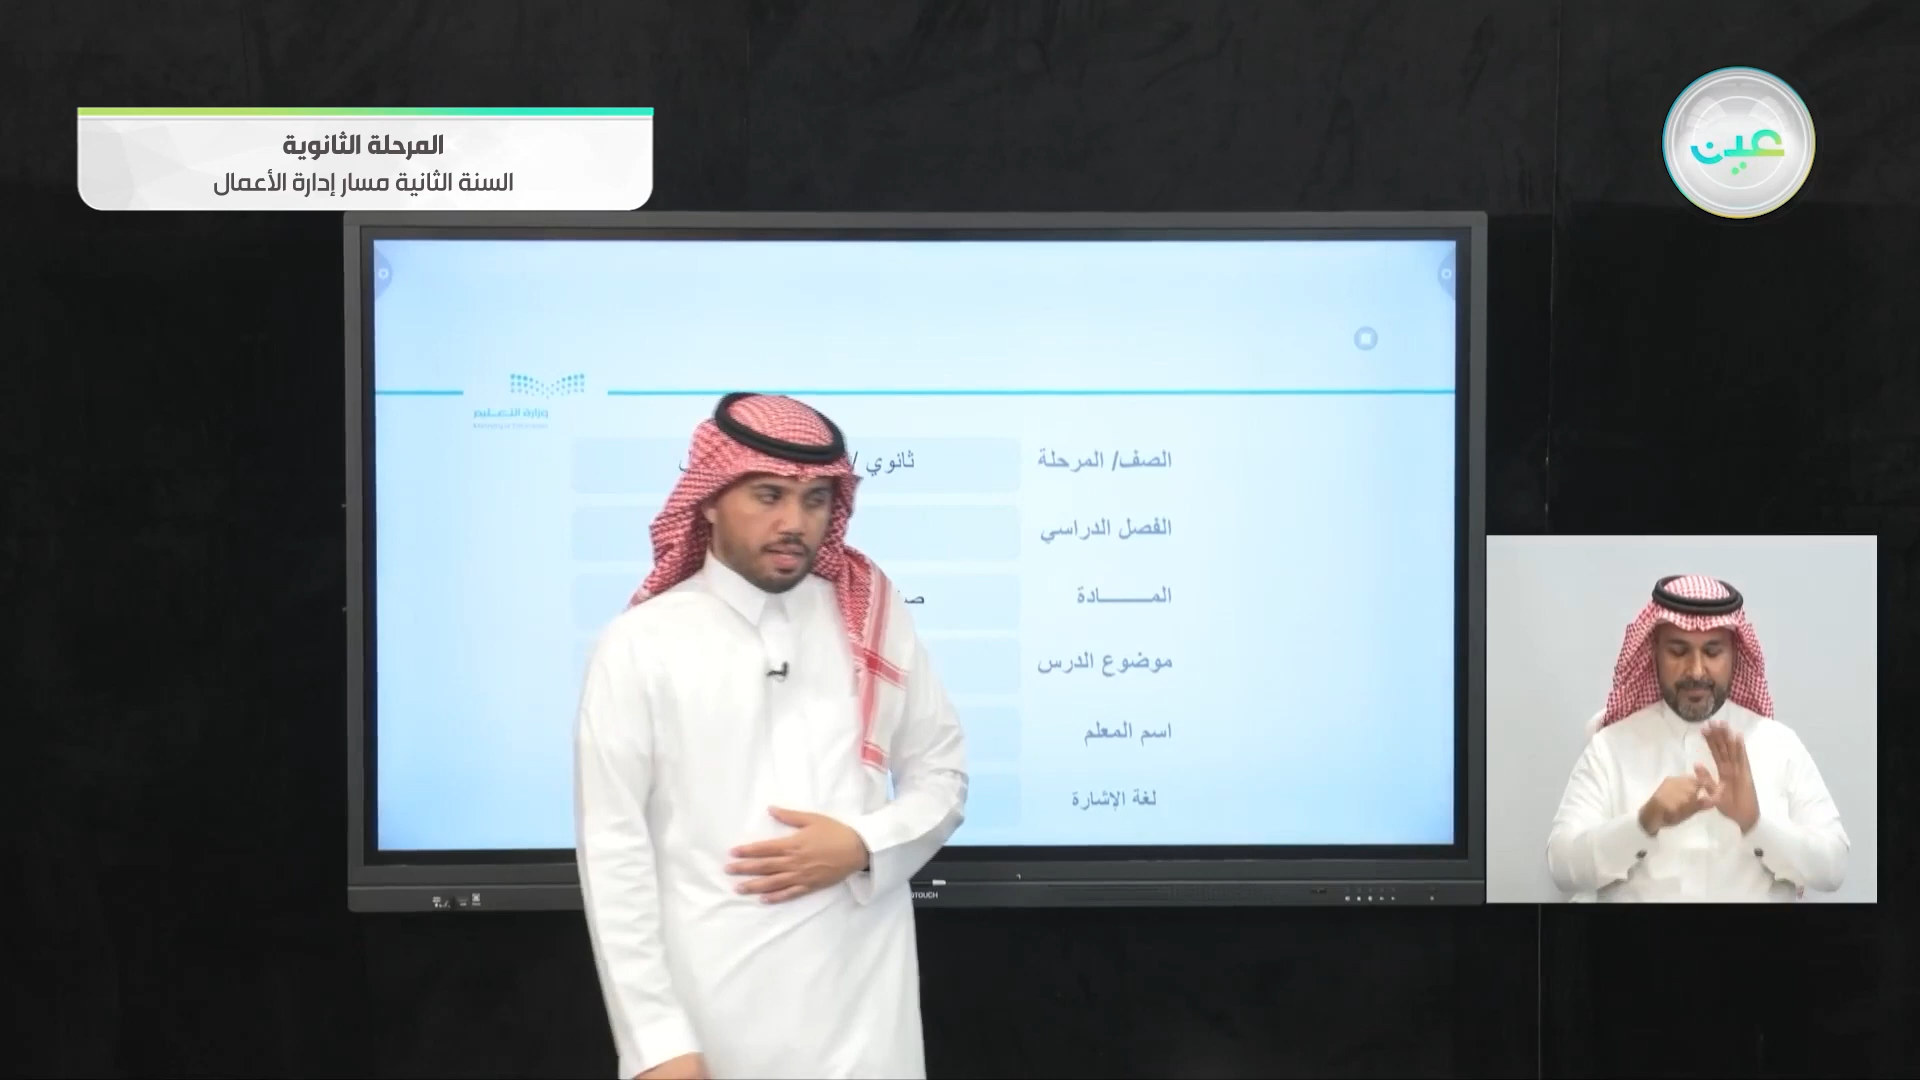 المرحلة الثانوية
السنة الثانية مسار إدارة الأعمال
عين
وزارة التعليم
الصف/ المرحلة
ثانوي /
الفصل الدراسي
المــــــادة
موضوع الدرس
اسم المعلم
لغة الإشارة